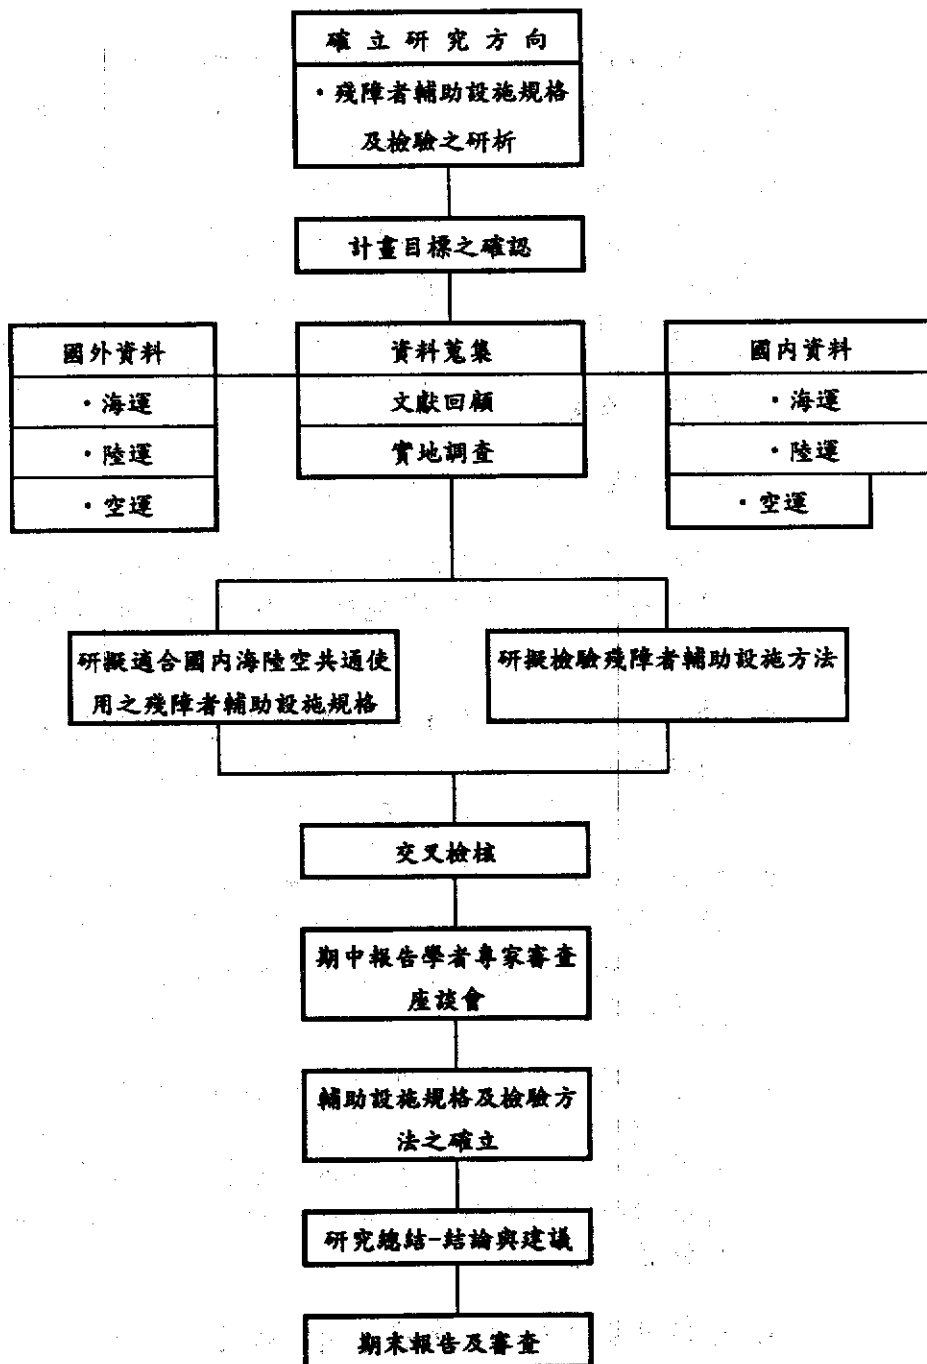 確立研究方向
・殘障者輔助設施規格
及檢驗之研析
計畫目標之確認
國外資料
・海運
・陸運
・空運
資料蒐集
文獻回顧
實地調查
國內資料
・海運
・陸運
・空運
研擬適合國內海陸空共通使
用之殘障者輔助設施規格
研擬檢驗殘障者輔助設施方法
交叉檢核
期中報告學者專家審查
座談會
輔助設施規格及檢驗方
法之確立
研究總結-結論與建議
期末報告及審查